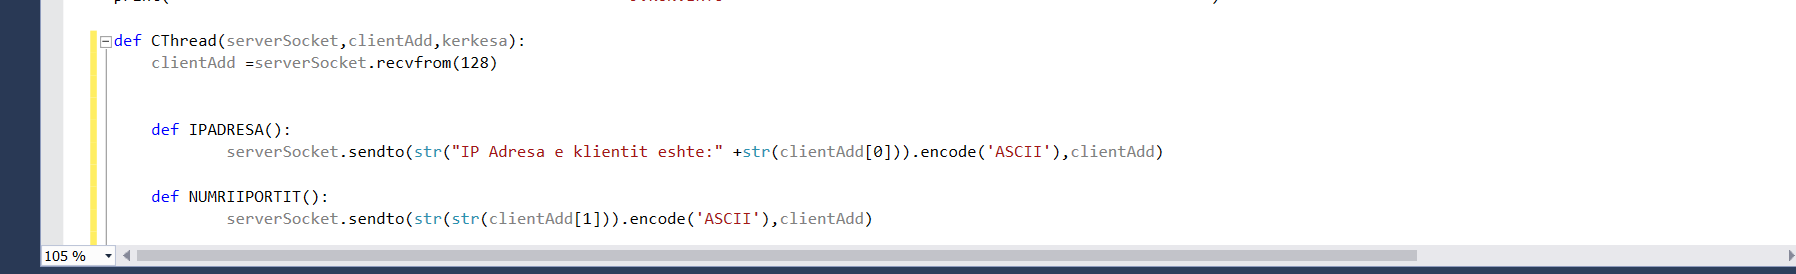 def CThread(serverSocket,clientAdd,kerkesa):
clientAdd =serverSocket.recvfrom(128)
def IPADRESA():
serverSocket.sendto(str("IP Adresa e klientit eshte:" +str(clientAdd[0])).encode('ASCII'),clientAdd)
def NUMRIIPORTIT():
serverSocket.sendto(str(str(clientAdd[1])).encode('ASCII'),clientAdd)
105 %